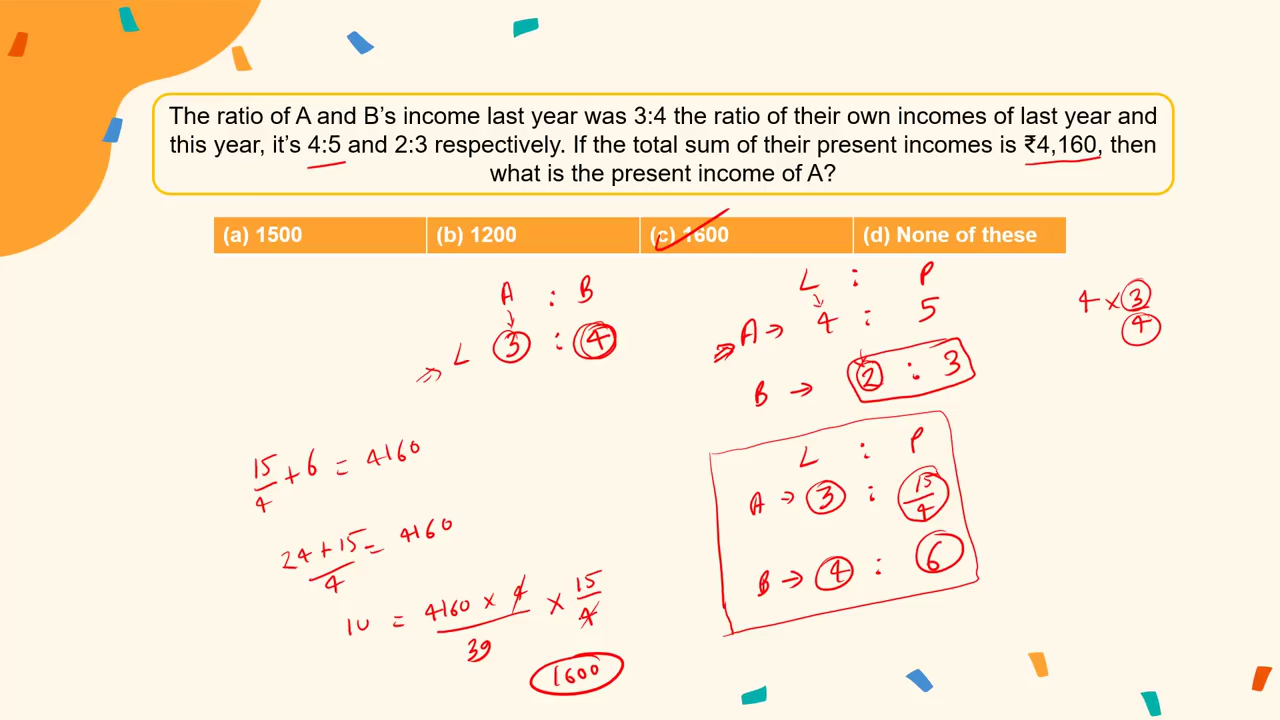 The ratio of A and B's income last year was 3:4 the ratio of their own incomes of last year and
this year, it's 4:5 and 2:3 respectively. If the total sum of their present incomes is ₹4,160, then
what is the present income of A?
(a) 1500 (b) 1200 (c) 1600 (d) None of these
A : B
L 3 : 4
L : P
A → 4 : 5
B → 2 : 3
4 × 3/4
L : P
A → 3 : 15/4
B → 4 : 6
15/4 + 6 = 4160
24 + 15/4 = 4160
1u = 4160 × 4/39 × 15/4
1600